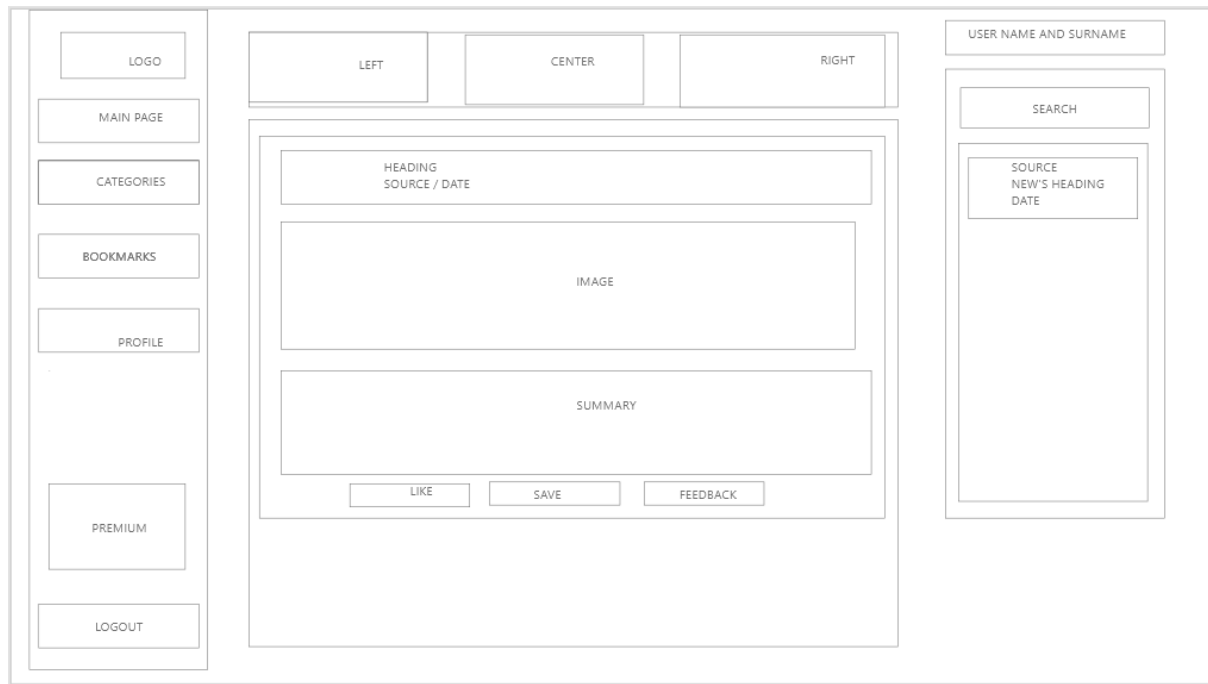 LOGO
MAIN PAGE
CATEGORIES
BOOKMARKS
PROFILE
PREMIUM
LOGOUT
LEFT
CENTER
RIGHT
HEADING
SOURCE / DATE
IMAGE
SUMMARY
LIKE
SAVE
FEEDBACK
USER NAME AND SURNAME
SEARCH
SOURCE
NEW'S HEADING
DATE